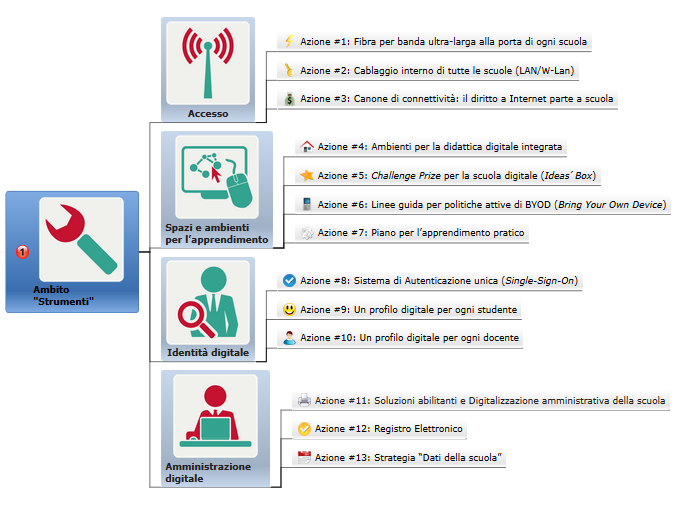 Azione #1: Fibra per banda ultra-larga alla porta di ogni scuola
Azione #2: Cablaggio interno di tutte le scuole (LAN/W-Lan)
Azione #3: Canone di connettività: il diritto a Internet parte a scuola
Accesso
Azione #4: Ambienti per la didattica digitale integrata
Azione #5: Challenge Prize per la scuola digitale (Ideas´ Box)
Azione #6: Linee guida per politiche attive di BYOD (Bring Your Own Device)
Azione #7: Piano per l’apprendimento pratico
Spazi e ambienti
per l’apprendimento
1
Ambito
"Strumenti"
Azione #8: Sistema di Autenticazione unica (Single-Sign-On)
Azione #9: Un profilo digitale per ogni studente
Azione #10: Un profilo digitale per ogni docente
Identità digitale
Azione #11: Soluzioni abilitanti e Digitalizzazione amministrativa della scuola
Azione #12: Registro Elettronico
Azione #13: Strategia “Dati della scuola”
Amministrazione
digitale